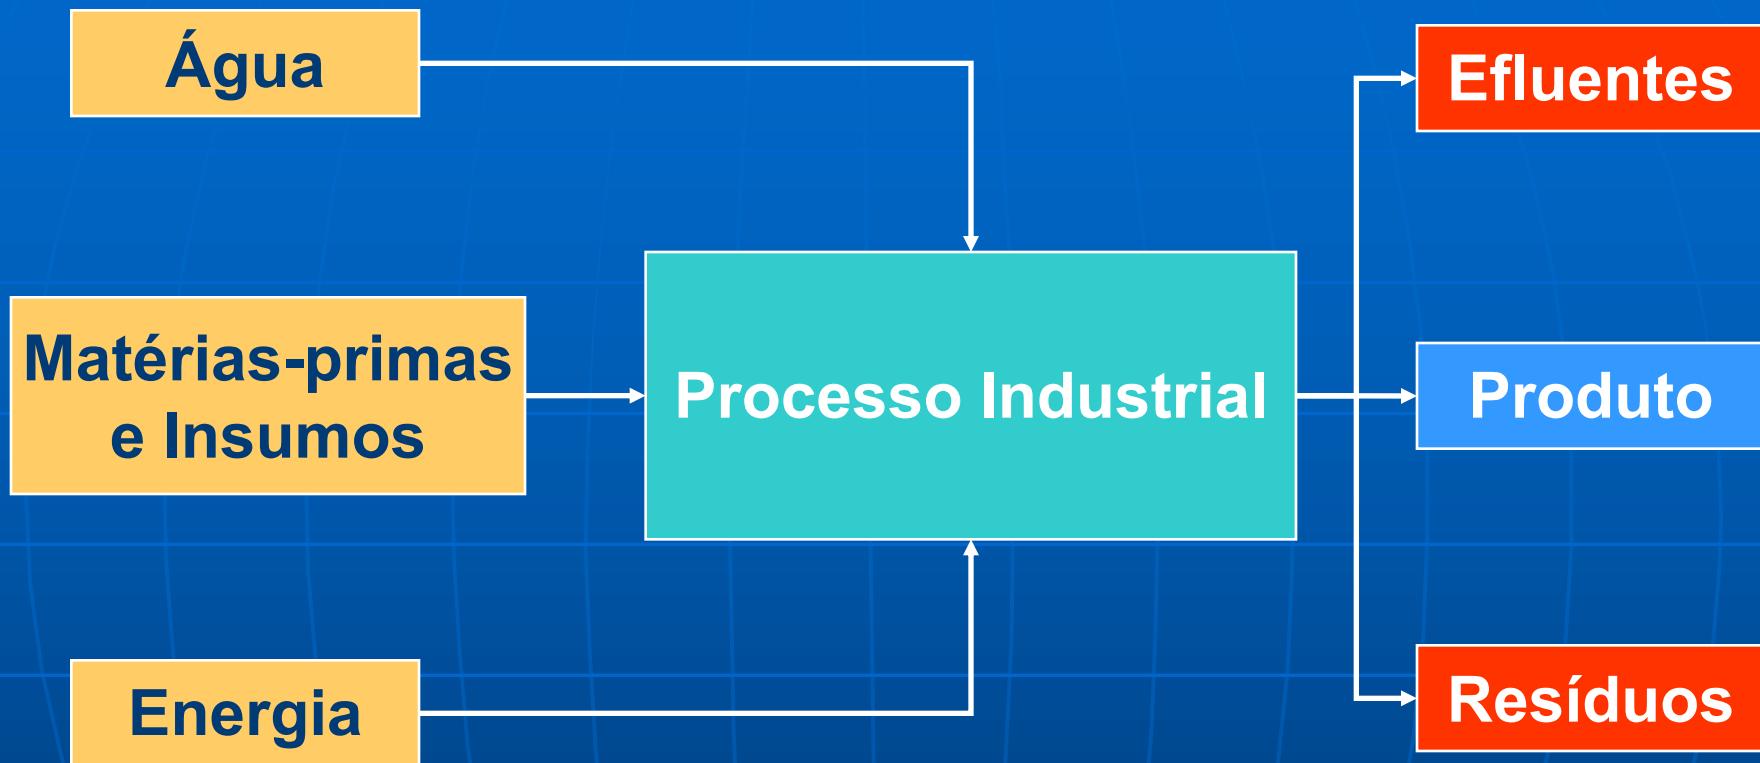 Água
Matérias-primas
e Insumos
Energia
Processo Industrial
Efluentes
Produto
Resíduos